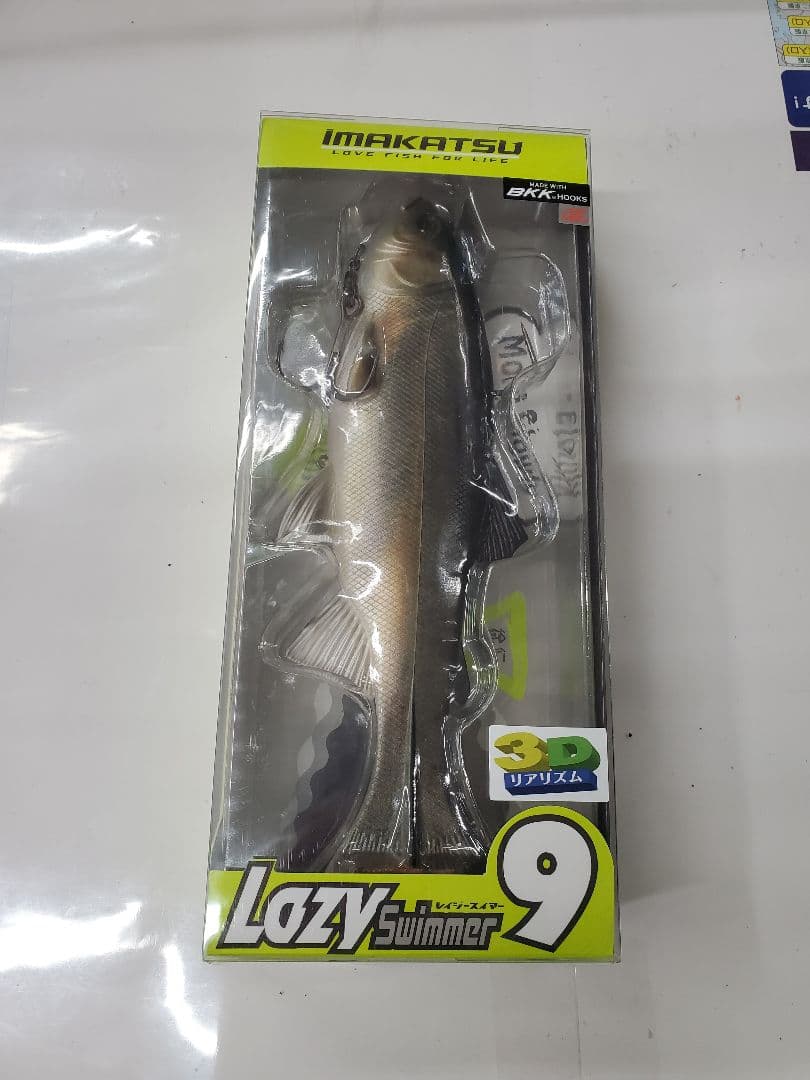 imakatsu
LOVE FISH FOR LIFE
MADE WITH
BKK HOOKS
3D
リアリズム
レイジースイマー
Lazy
Swimmer
9